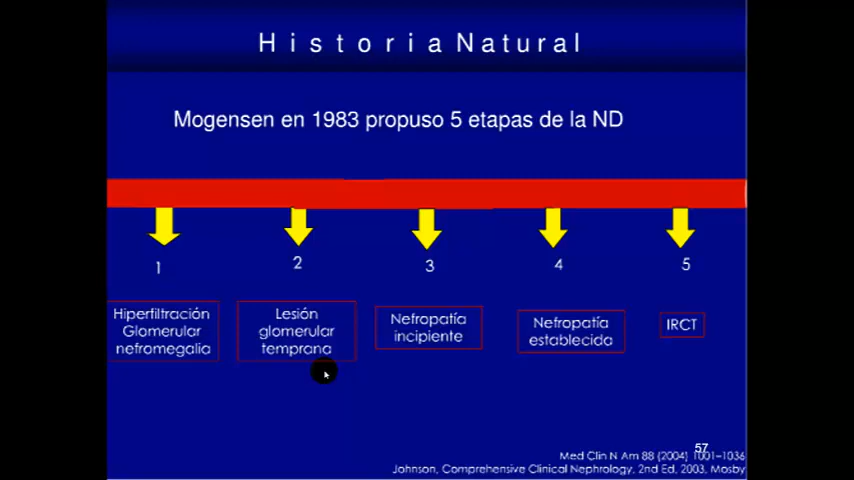 Historia Natural
Mogensen en 1983 propuso 5 etapas de la ND
1
2
3
4
5
Hiperfiltración
Glomerular
nefromegalia
Lesión
glomerular
temprana
Nefropatía
incipiente
Nefropatía
establecida
IRCT
57
Med Clin N Am 88 (2004) 1001–1036
Johnson, Comprehensive Clinical Nephrology, 2nd Ed, 2003, Mosby